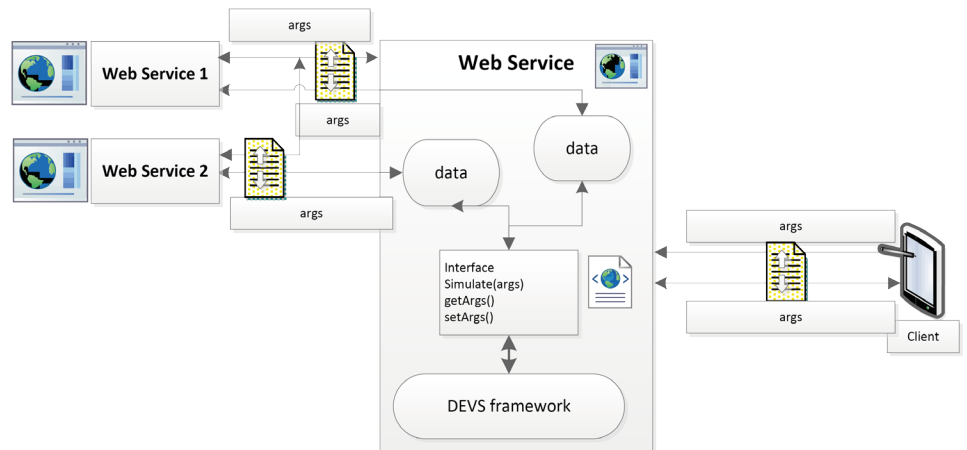 args
Web Service 1
Web Service
args
data
Web Service 2
data
args
args
Interface
Simulate(args)
getArgs()
setArgs()
args
Client
DEVS framework